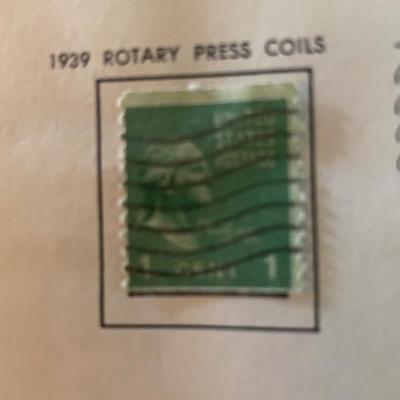 1939 ROTARY PRESS COILS
UNITED
STATES
POSTAGE
1 CENT 1